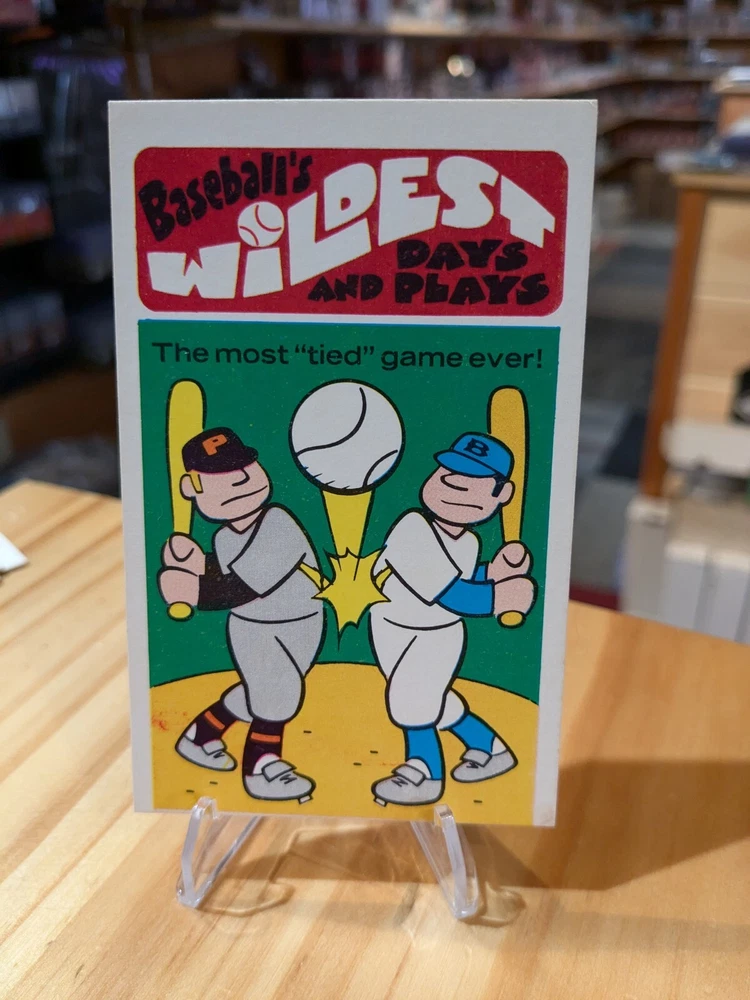 Baseball's
WiLDEST
DAYS
AND PLAYS
The most "tied" game ever!
P
B